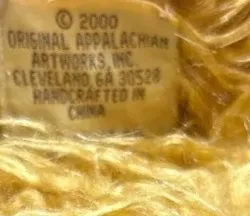 © 2000
ORIGINAL APPALACHIAN
ARTWORKS, INC.
CLEVELAND, GA 30528
HANDCRAFTED IN
CHINA